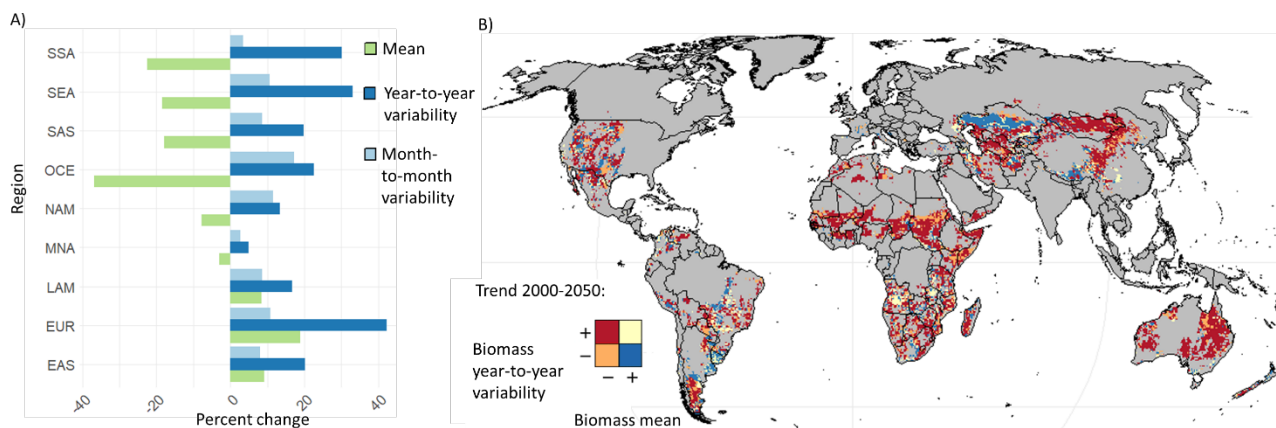 A)
SSA
SEA
SAS
OCE
NAM
MNA
LAM
EUR
EAS
Region
-40
-20
0
20
40
Percent change
Mean
Year-to-year
variability
Month-
to-month
variability
B)
Trend 2000-2050:
+
−
− +
Biomass
year-to-year
variability
Biomass mean